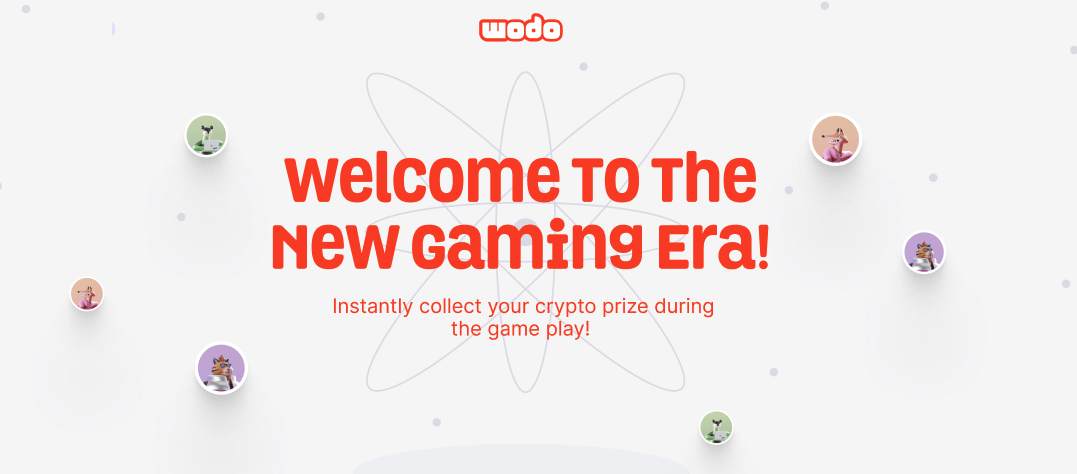 wodo
Welcome To The
New Gaming Era!
Instantly collect your crypto prize during
the game play!